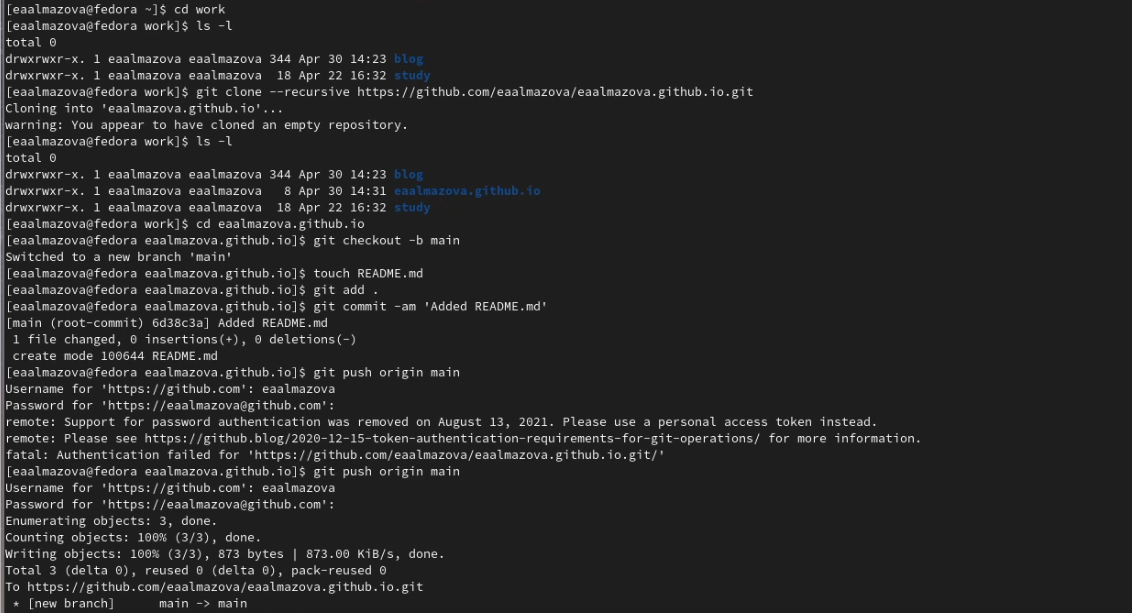 [eaalmazova@fedora ~]$ cd work
[eaalmazova@fedora work]$ ls -l
total 0
drwxrwxr-x. 1 eaalmazova eaalmazova 344 Apr 30 14:23 blog
drwxrwxr-x. 1 eaalmazova eaalmazova  18 Apr 22 16:32 study
[eaalmazova@fedora work]$ git clone --recursive https://github.com/eaalmazova/eaalmazova.github.io.git
Cloning into 'eaalmazova.github.io'...
warning: You appear to have cloned an empty repository.
[eaalmazova@fedora work]$ ls -l
total 0
drwxrwxr-x. 1 eaalmazova eaalmazova 344 Apr 30 14:23 blog
drwxrwxr-x. 1 eaalmazova eaalmazova   8 Apr 30 14:31 eaalmazova.github.io
drwxrwxr-x. 1 eaalmazova eaalmazova  18 Apr 22 16:32 study
[eaalmazova@fedora work]$ cd eaalmazova.github.io
[eaalmazova@fedora eaalmazova.github.io]$ git checkout -b main
Switched to a new branch 'main'
[eaalmazova@fedora eaalmazova.github.io]$ touch README.md
[eaalmazova@fedora eaalmazova.github.io]$ git add .
[eaalmazova@fedora eaalmazova.github.io]$ git commit -am 'Added README.md'
[main (root-commit) 6d38c3a] Added README.md
 1 file changed, 0 insertions(+), 0 deletions(-)
 create mode 100644 README.md
[eaalmazova@fedora eaalmazova.github.io]$ git push origin main
Username for 'https://github.com': eaalmazova
Password for 'https://eaalmazova@github.com':
remote: Support for password authentication was removed on August 13, 2021. Please use a personal access token instead.
remote: Please see https://github.blog/2020-12-15-token-authentication-requirements-for-git-operations/ for more information.
fatal: Authentication failed for 'https://github.com/eaalmazova/eaalmazova.github.io.git/'
[eaalmazova@fedora eaalmazova.github.io]$ git push origin main
Username for 'https://github.com': eaalmazova
Password for 'https://eaalmazova@github.com':
Enumerating objects: 3, done.
Counting objects: 100% (3/3), done.
Writing objects: 100% (3/3), 873 bytes | 873.00 KiB/s, done.
Total 3 (delta 0), reused 0 (delta 0), pack-reused 0
To https://github.com/eaalmazova/eaalmazova.github.io.git
 * [new branch]      main -> main